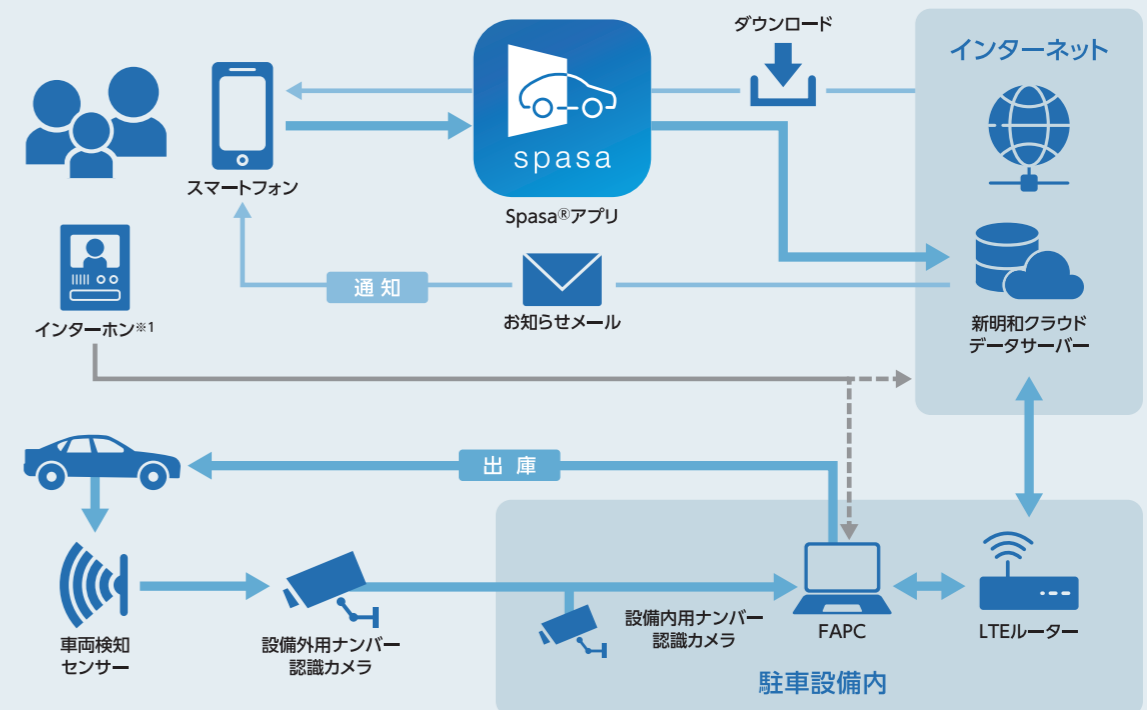 ダウンロード
インターネット
spasa
スマートフォン
Spasa®アプリ
通知
お知らせメール
インターホン※1
新明和クラウド
データサーバー
出庫
車両検知
センサー
設備外用ナンバー
認識カメラ
設備内用ナンバー
認識カメラ
FAPC
LTEルーター
駐車設備内